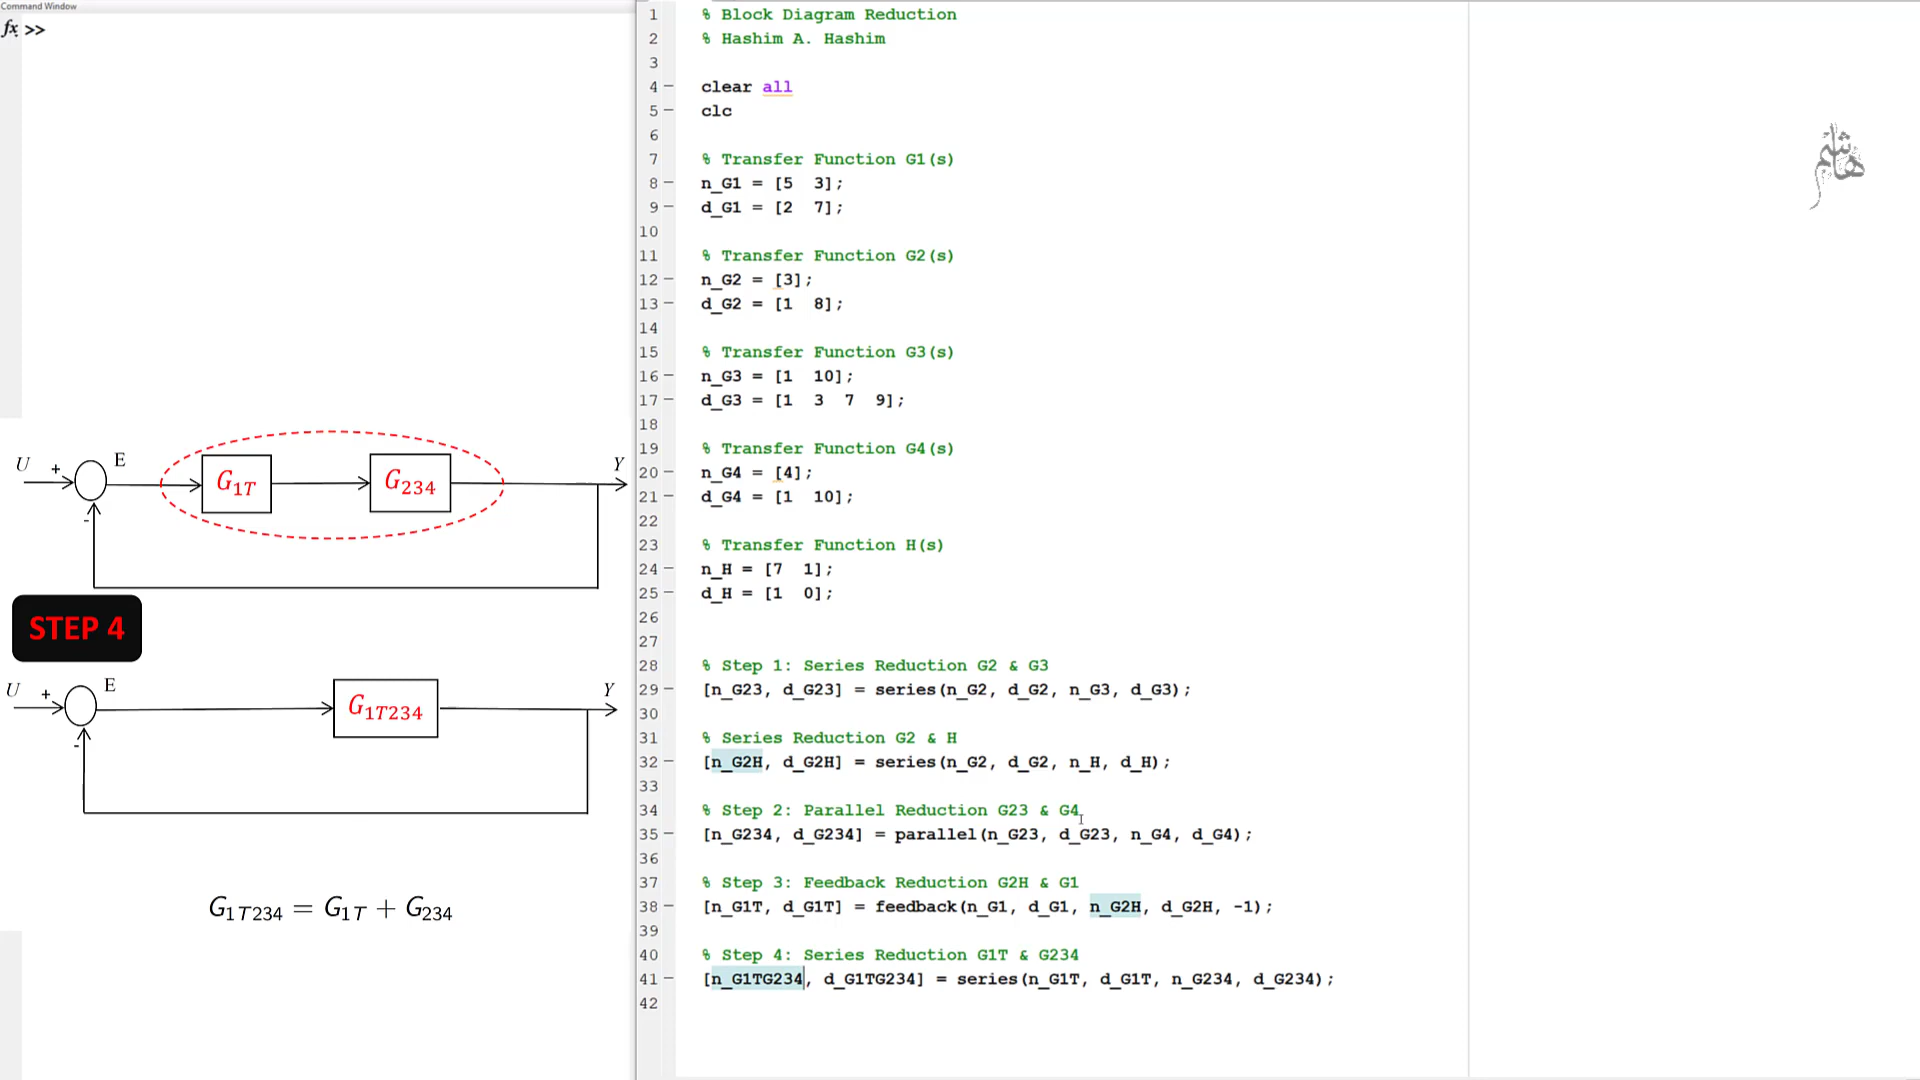 Command Window
fx >>
U + E G1T G234 Y
-
STEP 4
U + E G1T234 Y
-
G1T234 = G1T + G234
1 % Block Diagram Reduction
2 % Hashim A. Hashim
3
4 clear all
5 clc
6
7 % Transfer Function G1(s)
8 n_G1 = [5 3];
9 d_G1 = [2 7];
10
11 % Transfer Function G2(s)
12 n_G2 = [3];
13 d_G2 = [1 8];
14
15 % Transfer Function G3(s)
16 n_G3 = [1 10];
17 d_G3 = [1 3 7 9];
18
19 % Transfer Function G4(s)
20 n_G4 = [4];
21 d_G4 = [1 10];
22
23 % Transfer Function H(s)
24 n_H = [7 1];
25 d_H = [1 0];
26
27
28 % Step 1: Series Reduction G2 & G3
29 [n_G23, d_G23] = series(n_G2, d_G2, n_G3, d_G3);
30
31 % Series Reduction G2 & H
32 [n_G2H, d_G2H] = series(n_G2, d_G2, n_H, d_H);
33
34 % Step 2: Parallel Reduction G23 & G4
35 [n_G234, d_G234] = parallel(n_G23, d_G23, n_G4, d_G4);
36
37 % Step 3: Feedback Reduction G2H & G1
38 [n_G1T, d_G1T] = feedback(n_G1, d_G1, n_G2H, d_G2H, -1);
39
40 % Step 4: Series Reduction G1T & G234
41 [n_G1TG234, d_G1TG234] = series(n_G1T, d_G1T, n_G234, d_G234);
42
هاشم